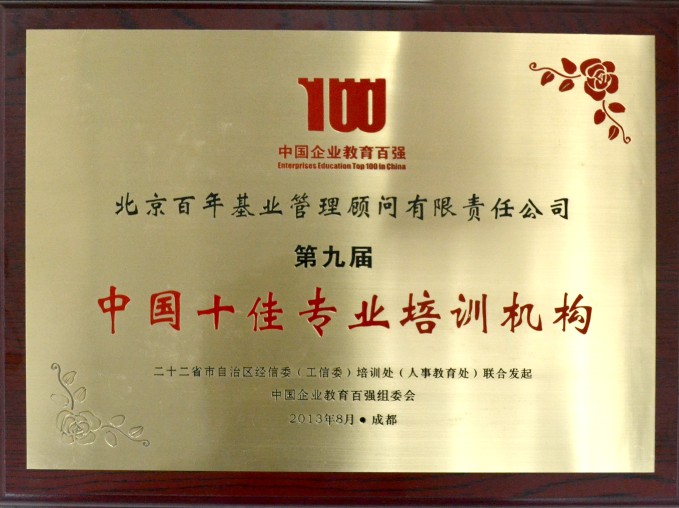 100
中国企业教育百强
Enterprises Education Top 100 in China
北京百年基业管理顾问有限责任公司
第九届
中国十佳专业培训机构
二十二省市自治区经信委（工信委）培训处（人事教育处）联合发起
中国企业教育百强组委会
2013年8月●成都